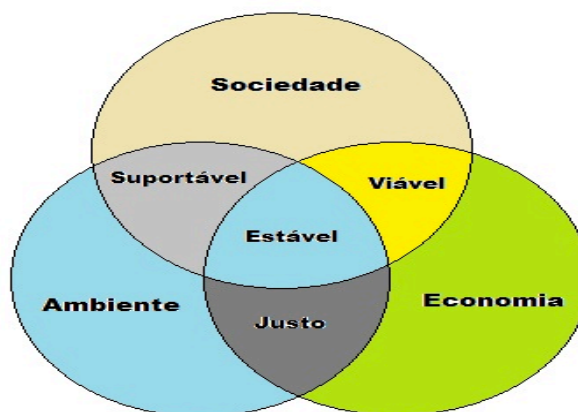 Sociedade
Suportável
Viável
Estável
Ambiente
Economia
Justo